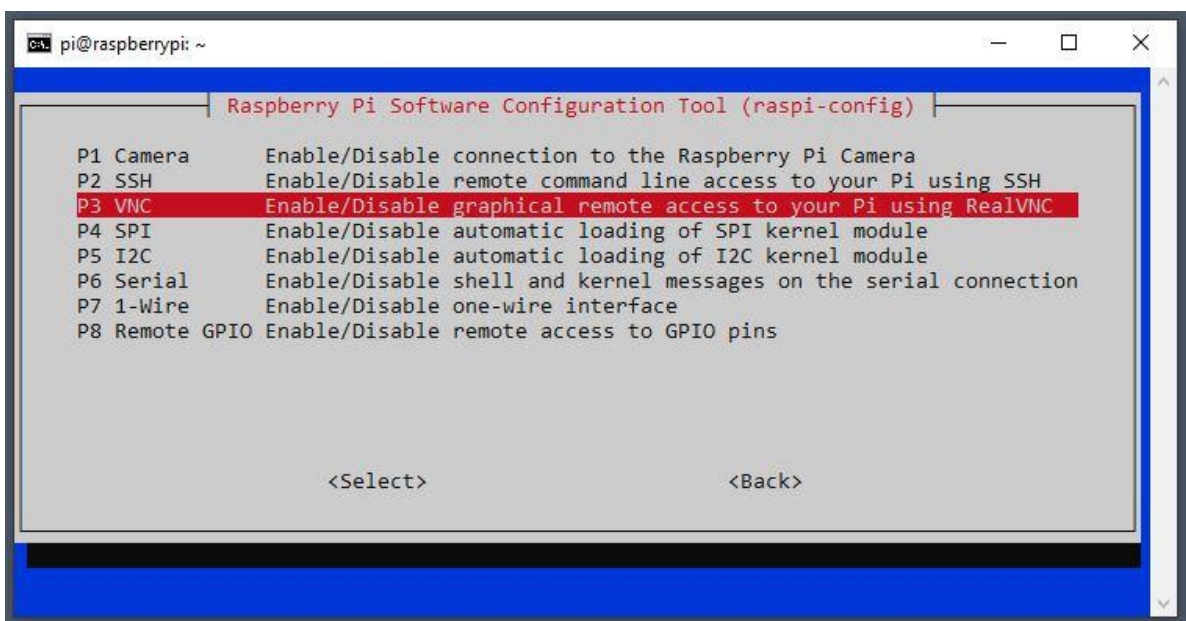 pi@raspberrypi: ~
Raspberry Pi Software Configuration Tool (raspi-config)
P1 Camera Enable/Disable connection to the Raspberry Pi Camera
P2 SSH Enable/Disable remote command line access to your Pi using SSH
P3 VNC Enable/Disable graphical remote access to your Pi using RealVNC
P4 SPI Enable/Disable automatic loading of SPI kernel module
P5 I2C Enable/Disable automatic loading of I2C kernel module
P6 Serial Enable/Disable shell and kernel messages on the serial connection
P7 1-Wire Enable/Disable one-wire interface
P8 Remote GPIO Enable/Disable remote access to GPIO pins
<Select> <Back>